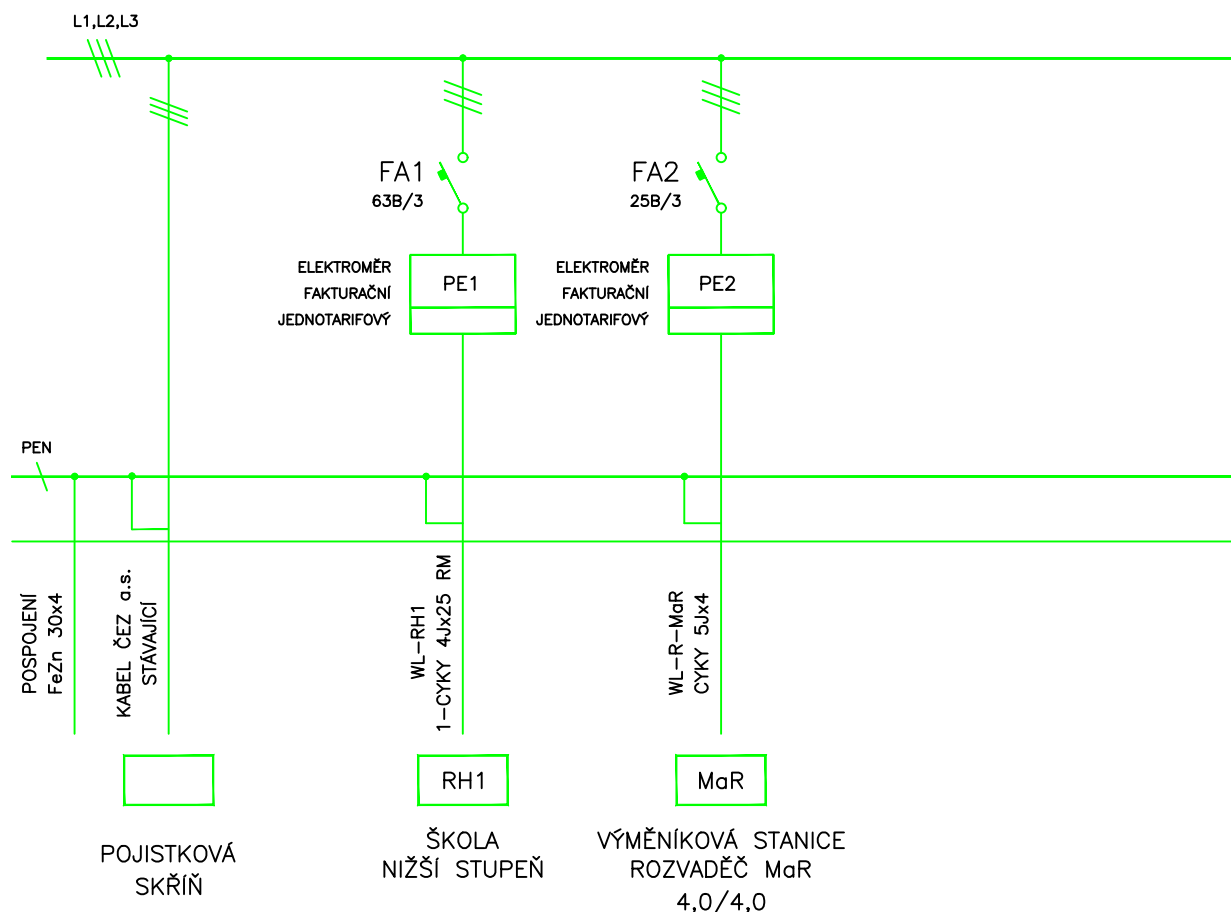 L1,L2,L3
FA1
63B/3
FA2
25B/3
ELEKTROMĚR
FAKTURAČNÍ
JEDNOTARIFOVÝ
PE1
ELEKTROMĚR
FAKTURAČNÍ
JEDNOTARIFOVÝ
PE2
PEN
POSPOJENÍ
FeZn 30x4
KABEL ČEZ a.s.
STÁVAJÍCÍ
WL-RH1
1-CYKY 4Jx25 RM
WL-R-MaR
CYKY 5Jx4
RH1
MaR
POJISTKOVÁ
SKŘÍŇ
ŠKOLA
NIŽŠÍ STUPEŇ
VÝMĚNÍKOVÁ STANICE
ROZVADĚČ MaR
4,0/4,0